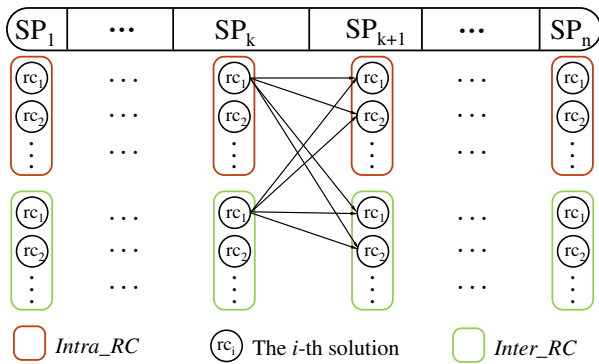 SP1 ... SPk SPk+1 ... SPn
rc1 ... rc1 rc1 ... rc1
rc2 ... rc2 rc2 ... rc2
⋮ ... ⋮ ⋮ ... ⋮
rc1 ... rc1 rc1 ... rc1
rc2 ... rc2 rc2 ... rc2
⋮ ... ⋮ ⋮ ... ⋮
Intra_RC rci The i-th solution Inter_RC